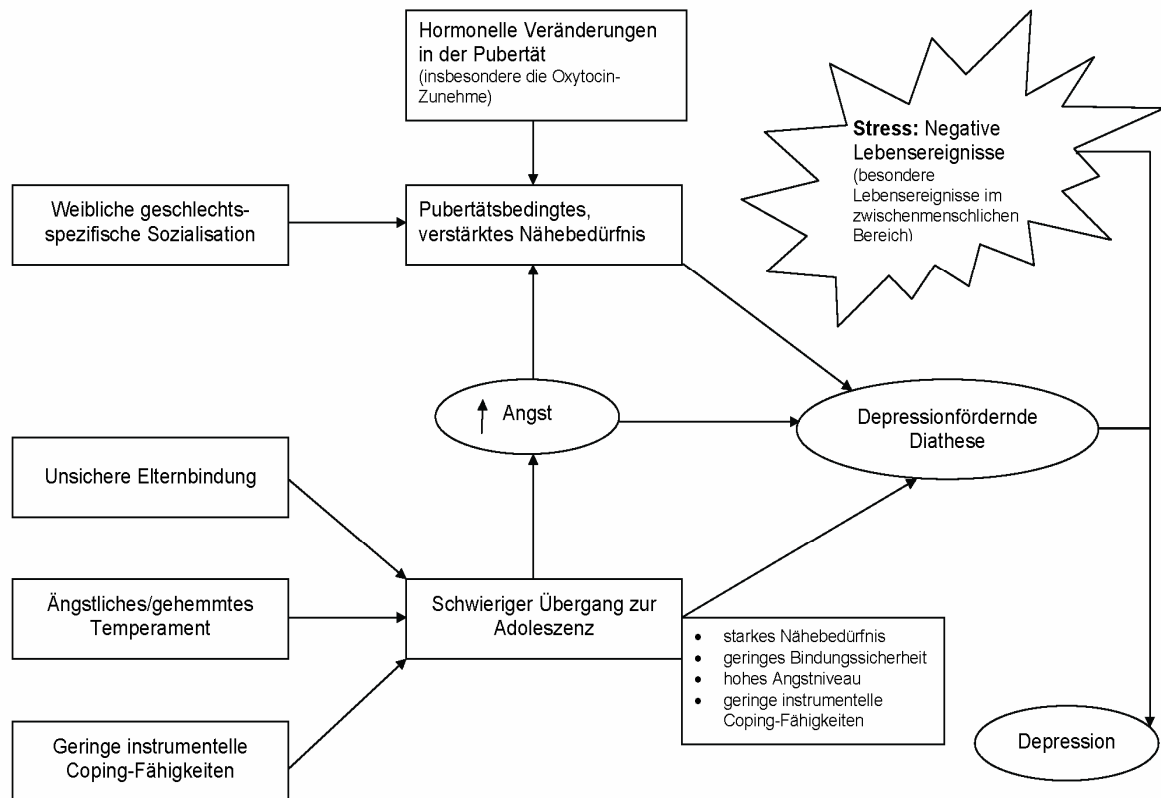 Hormonelle Veränderungen
in der Pubertät
(insbesondere die Oxytocin-
Zunehme)
Stress: Negative
Lebensereignisse
(besondere
Lebensereignisse im
zwischenmenschlichen
Bereich)
Weibliche geschlechts-
spezifische Sozialisation
Pubertätsbedingtes,
verstärktes Nähebedürfnis
Angst
Depressionfördernde
Diathese
Unsichere Elternbindung
Ängstliches/gehemmtes
Temperament
Schwieriger Übergang zur
Adoleszenz
• starkes Nähebedürfnis
• geringes Bindungssicherheit
• hohes Angstniveau
• geringe instrumentelle
Coping-Fähigkeiten
Geringe instrumentelle
Coping-Fähigkeiten
Depression